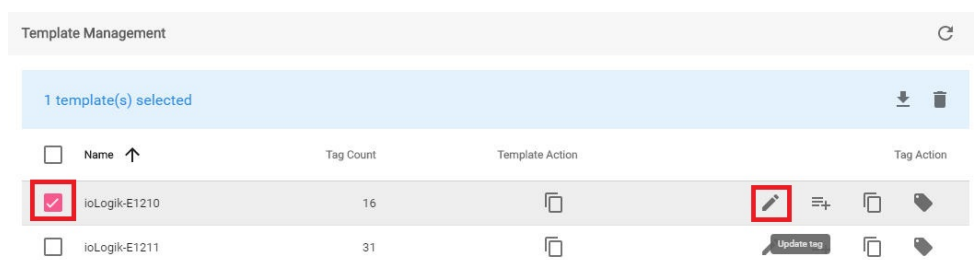 Template Management
1 template(s) selected
Name Tag Count Template Action Tag Action
ioLogik-E1210 16
ioLogik-E1211 31
Update tag